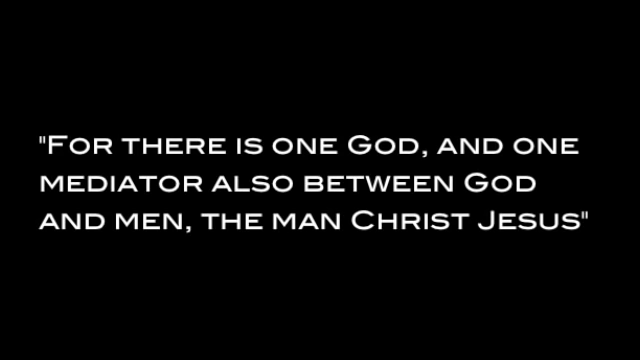 "For there is one God, and one
mediator also between God
and men, the man Christ Jesus"